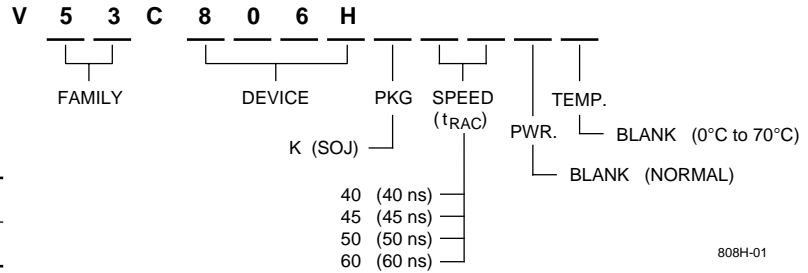 V 5 3 C 8 0 6 H
FAMILY DEVICE PKG SPEED TEMP.
(tRAC) PWR.
BLANK (0°C to 70°C)
K (SOJ)
BLANK (NORMAL)
40 (40 ns)
45 (45 ns)
50 (50 ns)
60 (60 ns)
808H-01